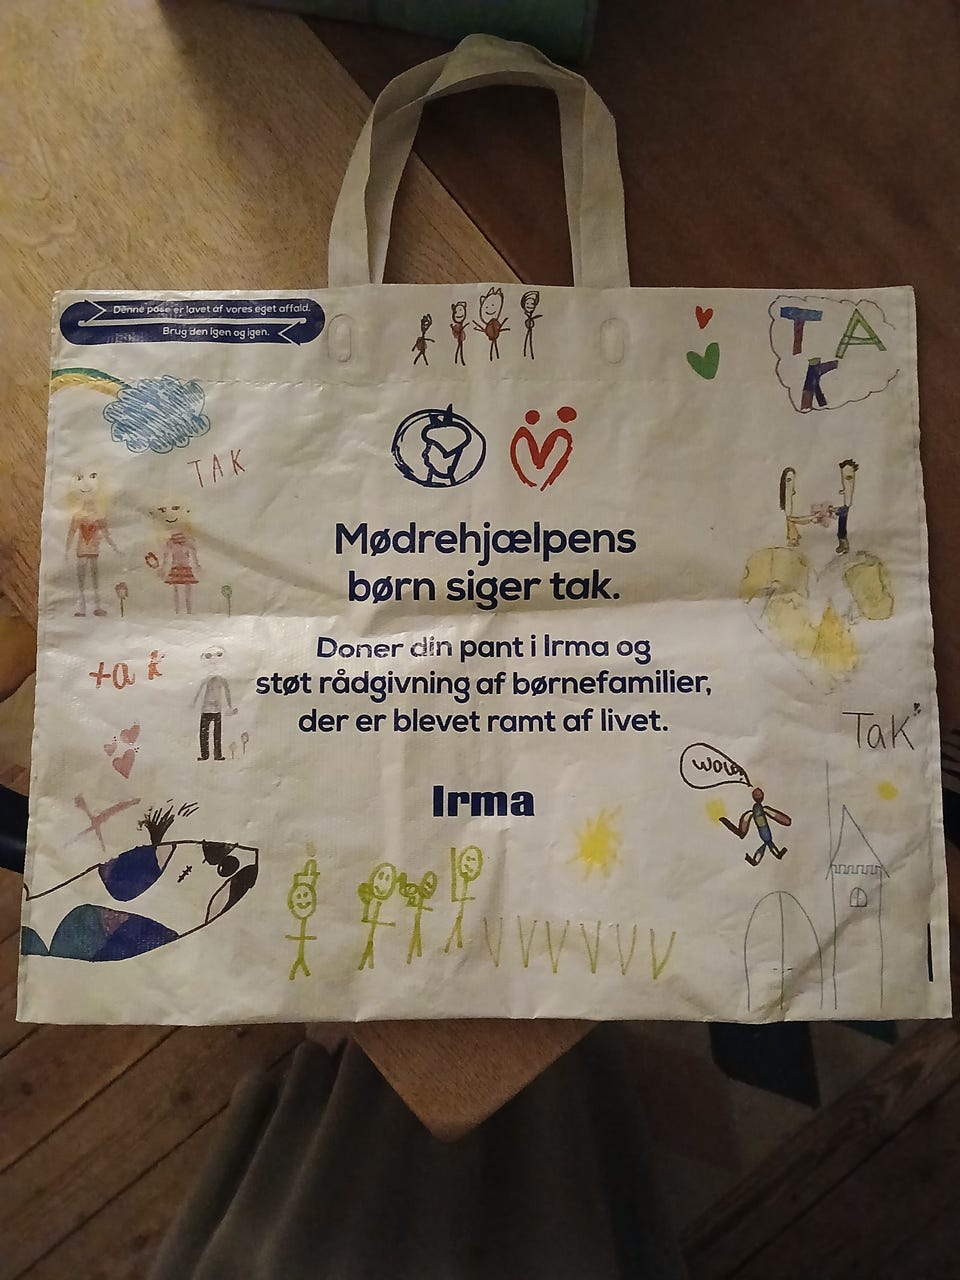 Denne pose er lavet af vores eget affald.
Brug den igen og igen.
TAK
TAK
Mødrehjælpens
børn siger tak.
Doner din pant i Irma og
støt rådgivning af børnefamilier,
der er blevet ramt af livet.
tak
Tak
Wow
Irma